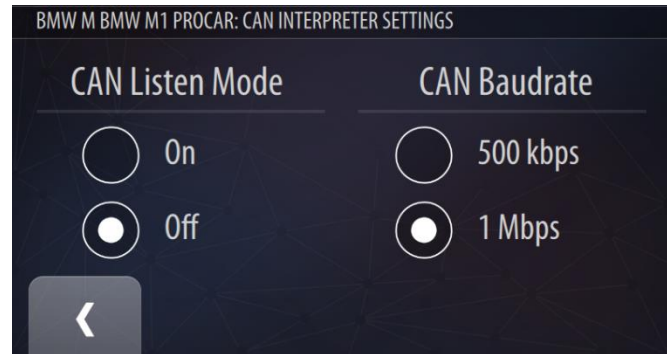 BMW M BMW M1 PROCAR: CAN INTERPRETER SETTINGS
CAN Listen Mode
On
Off
CAN Baudrate
500 kbps
1 Mbps